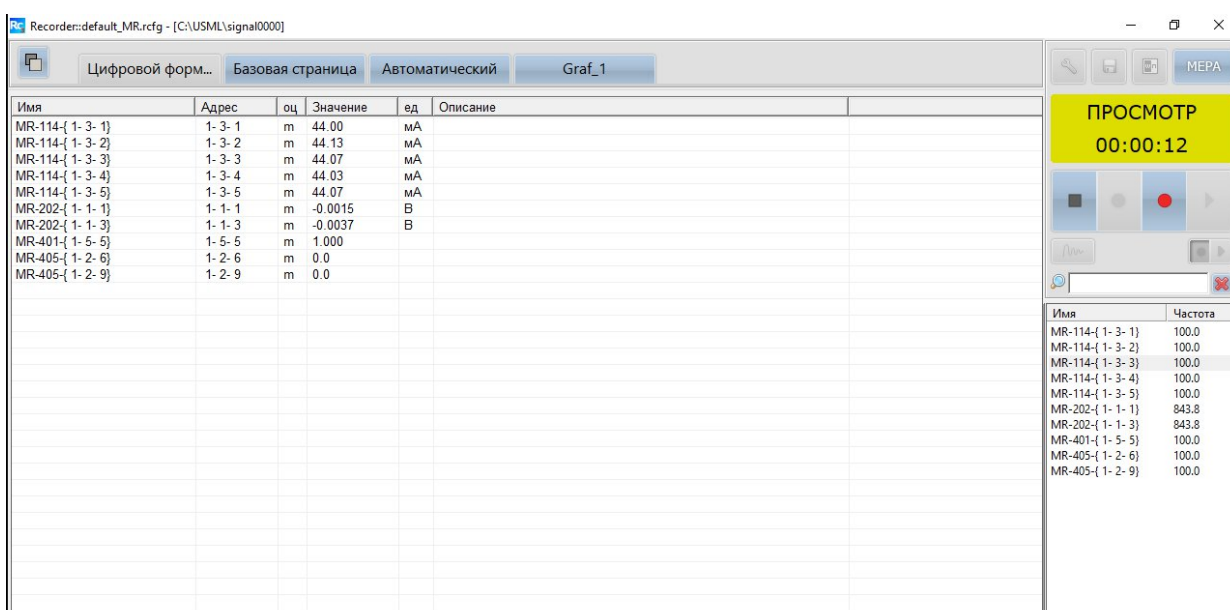 Rc Recorder::default_MR.rcfg - [C:\USML\signal0000]
Цифровой форм... Базовая страница Автоматический Graf_1
МЕРА
Имя Адрес оц Значение ед Описание
MR-114-{ 1- 3- 1} 1- 3- 1 m 44.00 мА
MR-114-{ 1- 3- 2} 1- 3- 2 m 44.13 мА
MR-114-{ 1- 3- 3} 1- 3- 3 m 44.07 мА
MR-114-{ 1- 3- 4} 1- 3- 4 m 44.03 мА
MR-114-{ 1- 3- 5} 1- 3- 5 m 44.07 мА
MR-202-{ 1- 1- 1} 1- 1- 1 m -0.0015 В
MR-202-{ 1- 1- 3} 1- 1- 3 m -0.0037 В
MR-401-{ 1- 5- 5} 1- 5- 5 m 1.000
MR-405-{ 1- 2- 6} 1- 2- 6 m 0.0
MR-405-{ 1- 2- 9} 1- 2- 9 m 0.0
ПРОСМОТР
00:00:12
Имя Частота
MR-114-{ 1- 3- 1} 100.0
MR-114-{ 1- 3- 2} 100.0
MR-114-{ 1- 3- 3} 100.0
MR-114-{ 1- 3- 4} 100.0
MR-114-{ 1- 3- 5} 100.0
MR-202-{ 1- 1- 1} 843.8
MR-202-{ 1- 1- 3} 843.8
MR-401-{ 1- 5- 5} 100.0
MR-405-{ 1- 2- 6} 100.0
MR-405-{ 1- 2- 9} 100.0